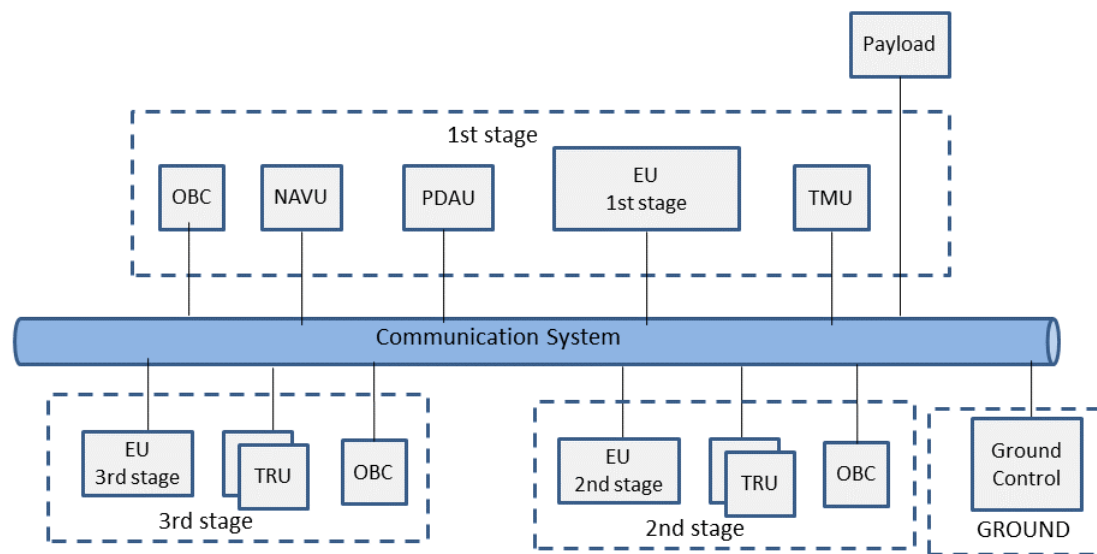 Payload
1st stage
OBC
NAVU
PDAU
EU
1st stage
TMU
Communication System
EU
3rd stage
TRU
OBC
3rd stage
EU
2nd stage
TRU
OBC
2nd stage
Ground
Control
GROUND